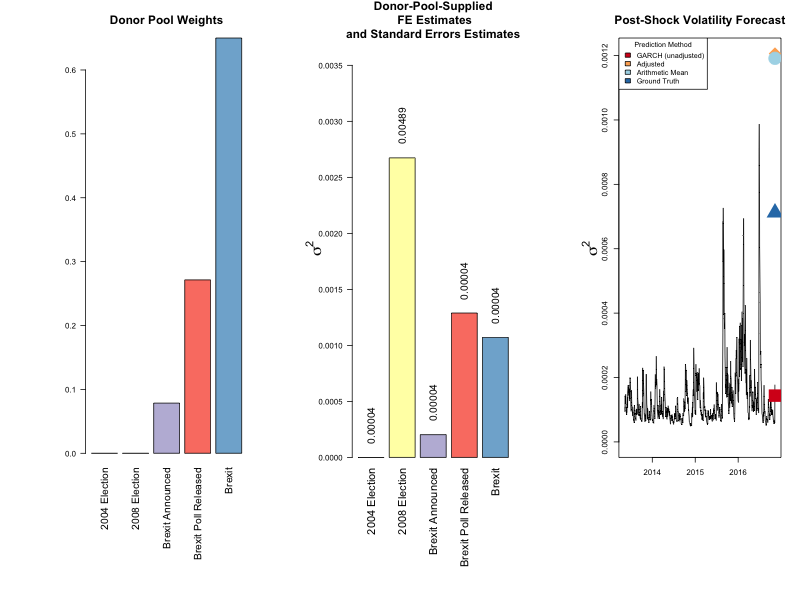 Donor Pool Weights
0.6
0.5
0.4
0.3
0.2
0.1
0.0
2004 Election
2008 Election
Brexit Announced
Brexit Poll Released
Brexit
Donor-Pool-Supplied
FE Estimates
and Standard Errors Estimates
σ²
0.0035
0.0030
0.0025
0.0020
0.0015
0.0010
0.0005
0.0000
0.00004
0.00489
0.00004
0.00004
0.00004
2004 Election
2008 Election
Brexit Announced
Brexit Poll Released
Brexit
Post-Shock Volatility Forecast
σ²
0.0012
0.0010
0.0008
0.0006
0.0004
0.0002
0.0000
Prediction Method
GARCH (unadjusted)
Adjusted
Arithmetic Mean
Ground Truth
2014
2015
2016